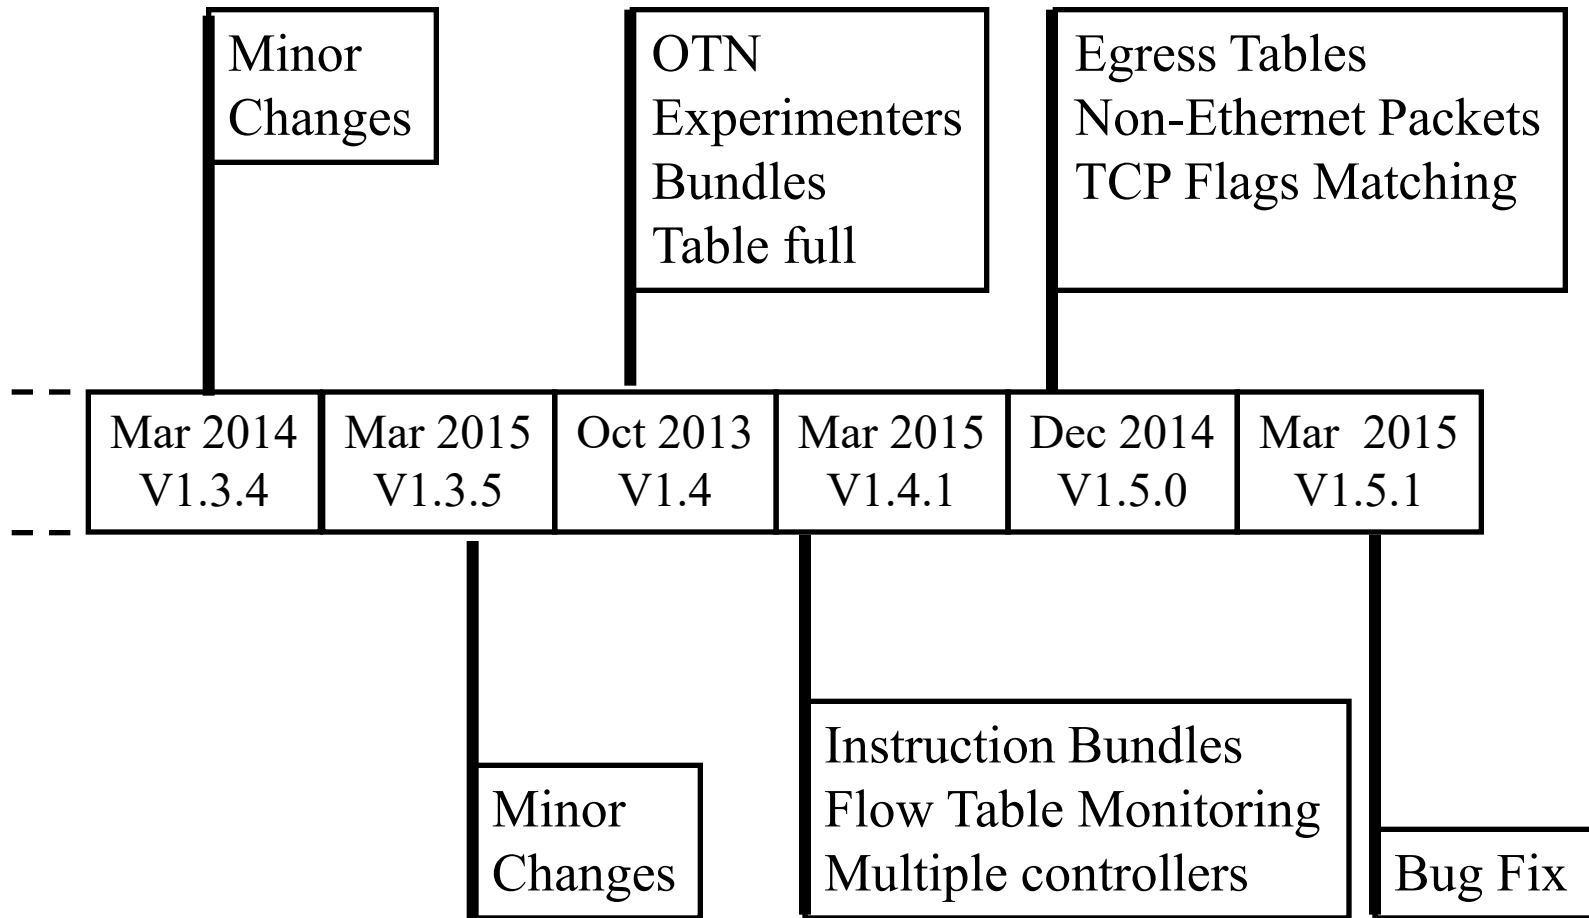 Minor
Changes
OTN
Experimenters
Bundles
Table full
Egress Tables
Non-Ethernet Packets
TCP Flags Matching
Mar 2014
V1.3.4
Mar 2015
V1.3.5
Oct 2013
V1.4
Mar 2015
V1.4.1
Dec 2014
V1.5.0
Mar 2015
V1.5.1
Minor
Changes
Instruction Bundles
Flow Table Monitoring
Multiple controllers
Bug Fix